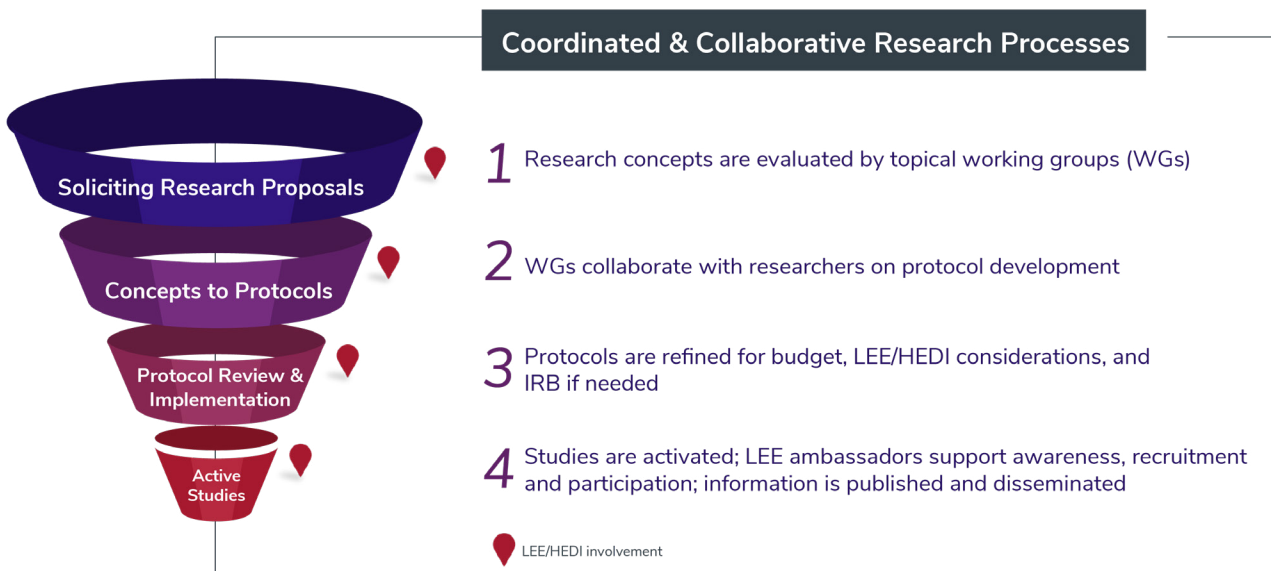 Coordinated & Collaborative Research Processes
Soliciting Research Proposals
1 Research concepts are evaluated by topical working groups (WGs)
Concepts to Protocols
2 WGs collaborate with researchers on protocol development
Protocol Review &
Implementation
3 Protocols are refined for budget, LEE/HEDI considerations, and
IRB if needed
Active
Studies
4 Studies are activated; LEE ambassadors support awareness, recruitment
and participation; information is published and disseminated
LEE/HEDI involvement